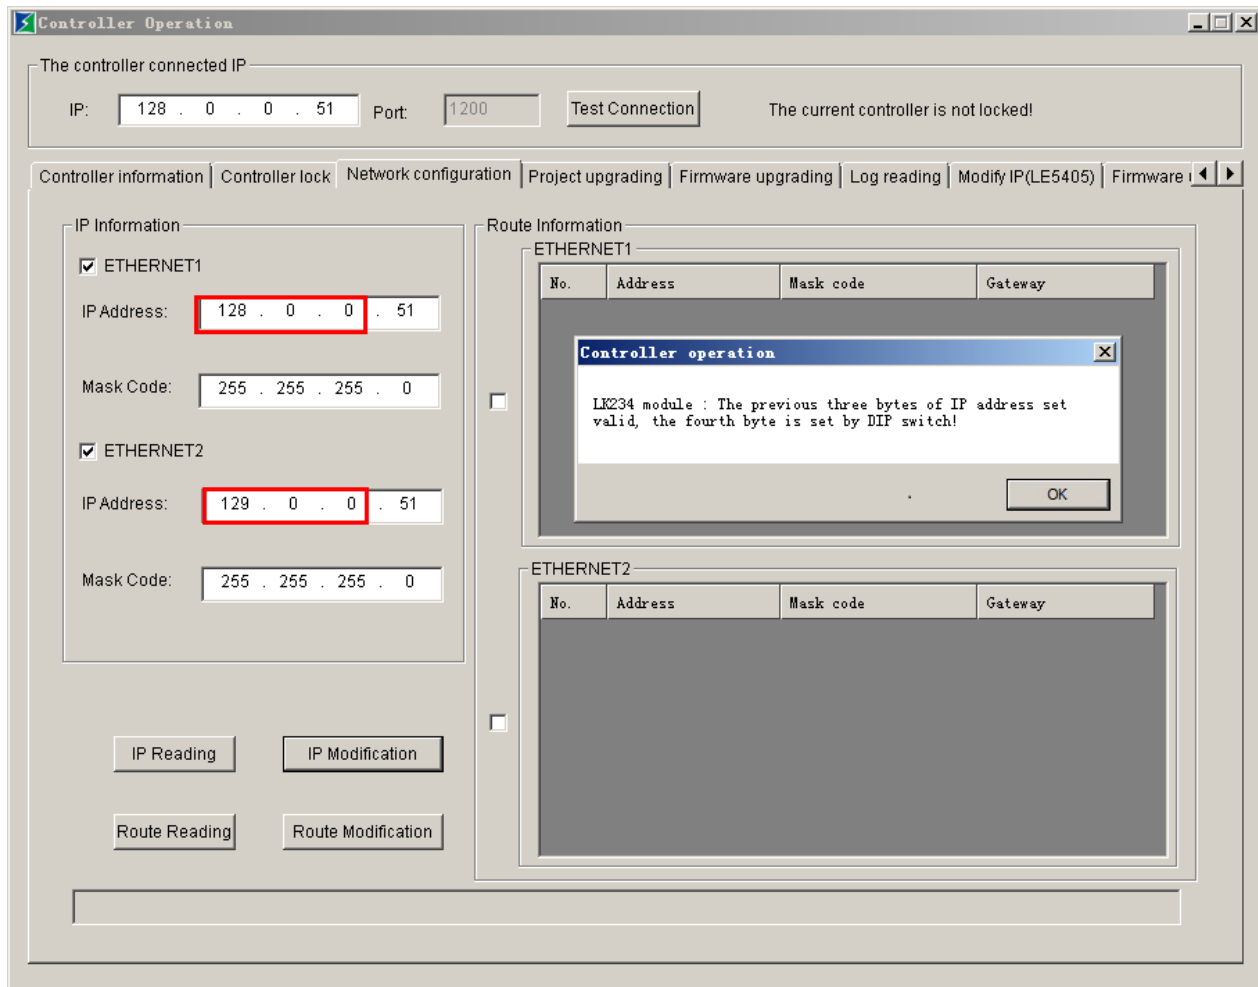 Controller Operation
The controller connected IP
IP: 128 . 0 . 0 . 51 Port: 1200 Test Connection The current controller is not locked!
Controller information Controller lock Network configuration Project upgrading Firmware upgrading Log reading Modify IP(LE5405) Firmware
IP Information
ETHERNET1
IP Address: 128 . 0 . 0 . 51
Mask Code: 255 . 255 . 255 . 0
ETHERNET2
IP Address: 129 . 0 . 0 . 51
Mask Code: 255 . 255 . 255 . 0
IP Reading IP Modification
Route Reading Route Modification
Route Information
ETHERNET1
No. Address Mask code Gateway
Controller operation
LK234 module : The previous three bytes of IP address set
valid, the fourth byte is set by DIP switch!
OK
ETHERNET2
No. Address Mask code Gateway